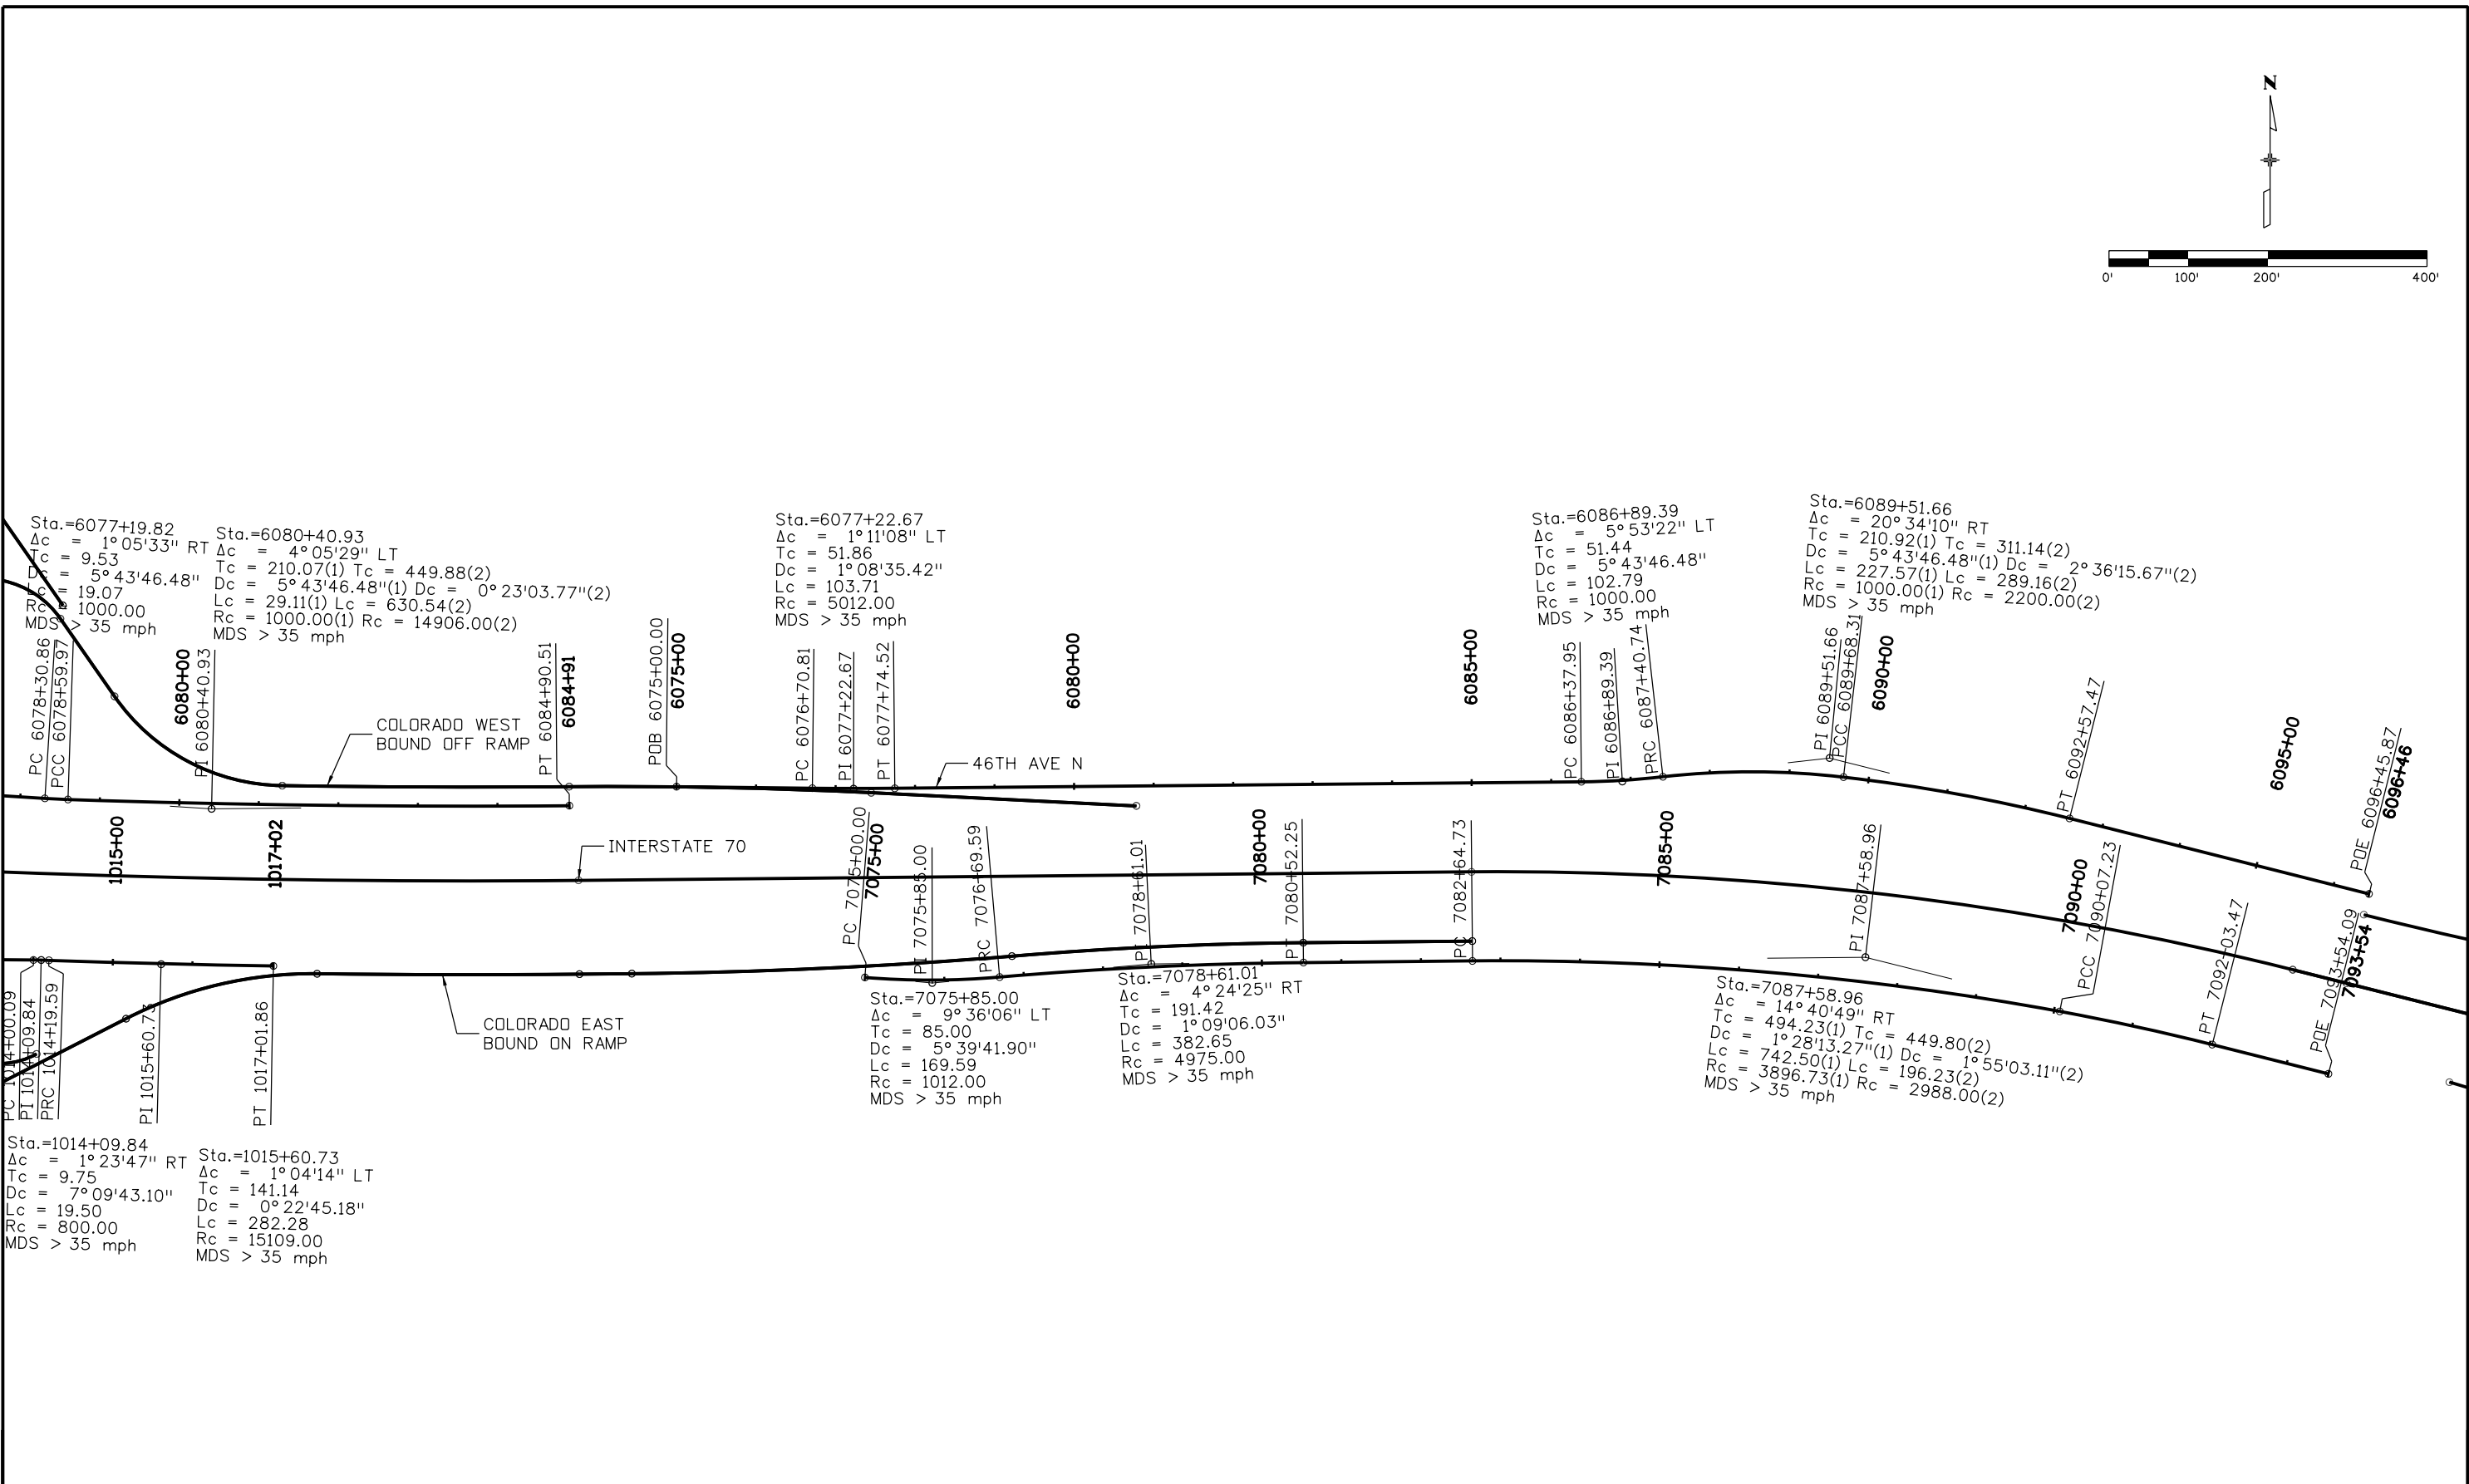 N
0' 100' 200' 400'
Sta.=6077+19.82
Δc = 1°05'33" RT
Tc = 9.53
Dc = 5°43'46.48"
Lc = 19.07
Rc = 1000.00
MDS > 35 mph
Sta.=6080+40.93
Δc = 4°05'29" LT
Tc = 210.07(1) Tc = 449.88(2)
Dc = 5°43'46.48"(1) Dc = 0°23'03.77"(2)
Lc = 29.11(1) Lc = 630.54(2)
Rc = 1000.00(1) Rc = 14906.00(2)
MDS > 35 mph
Sta.=6077+22.67
Δc = 1°11'08" LT
Tc = 51.86
Dc = 1°08'35.42"
Lc = 103.71
Rc = 5012.00
MDS > 35 mph
Sta.=6086+89.39
Δc = 5°53'22" LT
Tc = 51.44
Dc = 5°43'46.48"
Lc = 102.79
Rc = 1000.00
MDS > 35 mph
Sta.=6089+51.66
Δc = 20°34'10" RT
Tc = 210.92(1) Tc = 311.14(2)
Dc = 5°43'46.48"(1) Dc = 2°36'15.67"(2)
Lc = 227.57(1) Lc = 289.16(2)
Rc = 1000.00(1) Rc = 2200.00(2)
MDS > 35 mph
PC 6078+30.86
PCC 6078+59.97
6080+00
PI 6080+40.93
PT 6084+90.51
6084+91
POB 6075+00.00
6075+00
PC 6076+70.81
PI 6077+22.67
PT 6077+74.52
6080+00
6085+00
PC 6086+37.95
PI 6086+89.39
PRC 6087+40.74
PI 6089+51.66
PCC 6089+68.31
6090+00
PT 6092+57.47
6095+00
POE 6096+45.87
6096+46
COLORADO WEST
BOUND OFF RAMP
46TH AVE N
INTERSTATE 70
1015+00
1017+02
PC 7075+00.00
7075+00
PI 7075+85.00
PRC 7076+69.59
PI 7078+61.01
7080+00
PT 7080+52.25
PC 7082+64.73
7085+00
PI 7087+58.96
7090+00
PCC 7090+07.23
PT 7092+03.47
POE 7093+54.09
7093+54
PC 1014+00.09
PI 1014+09.84
PRC 1014+19.59
PI 1015+60.73
PT 1017+01.86
COLORADO EAST
BOUND ON RAMP
Sta.=7075+85.00
Δc = 9°36'06" LT
Tc = 85.00
Dc = 5°39'41.90"
Lc = 169.59
Rc = 1012.00
MDS > 35 mph
Sta.=7078+61.01
Δc = 4°24'25" RT
Tc = 191.42
Dc = 1°09'06.03"
Lc = 382.65
Rc = 4975.00
MDS > 35 mph
Sta.=7087+58.96
Δc = 14°40'49" RT
Tc = 494.23(1) Tc = 449.80(2)
Dc = 1°28'13.27"(1) Dc = 1°55'03.11"(2)
Lc = 742.50(1) Lc = 196.23(2)
Rc = 3896.73(1) Rc = 2988.00(2)
MDS > 35 mph
Sta.=1014+09.84
Δc = 1°23'47" RT
Tc = 9.75
Dc = 7°09'43.10"
Lc = 19.50
Rc = 800.00
MDS > 35 mph
Sta.=1015+60.73
Δc = 1°04'14" LT
Tc = 141.14
Dc = 0°22'45.18"
Lc = 282.28
Rc = 15109.00
MDS > 35 mph